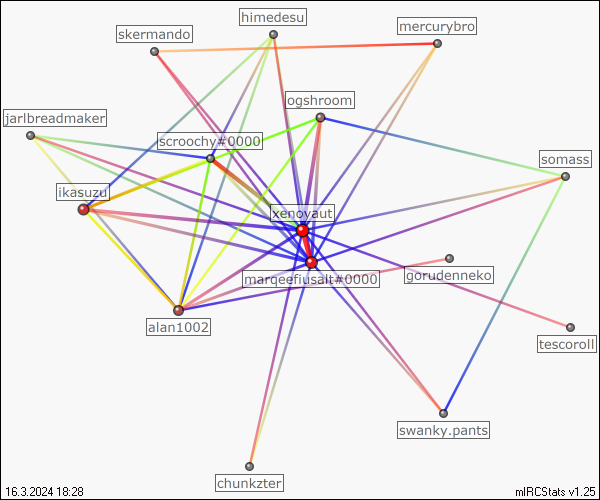 himedesu
mercurybro
skermando
ogshroom
jarlbreadmaker
scroochy#0000
somass
ikasuzu
xenovaut
marqeefiusalt#0000
gorudenneko
alan1002
tescoroll
swanky.pants
chunkzter
16.3.2024 18:28
mIRCStats v1.25